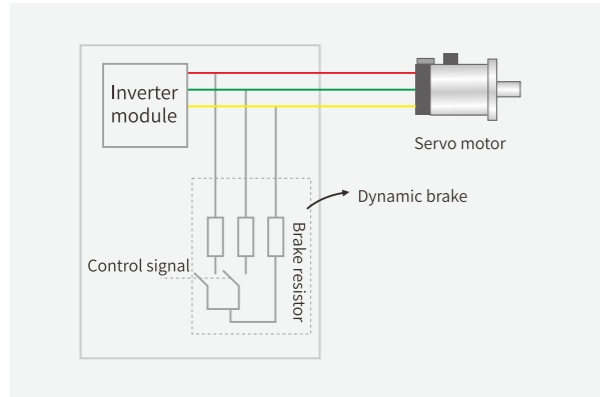 Inverter
module
Servo motor
Dynamic brake
Control signal
Brake resistor